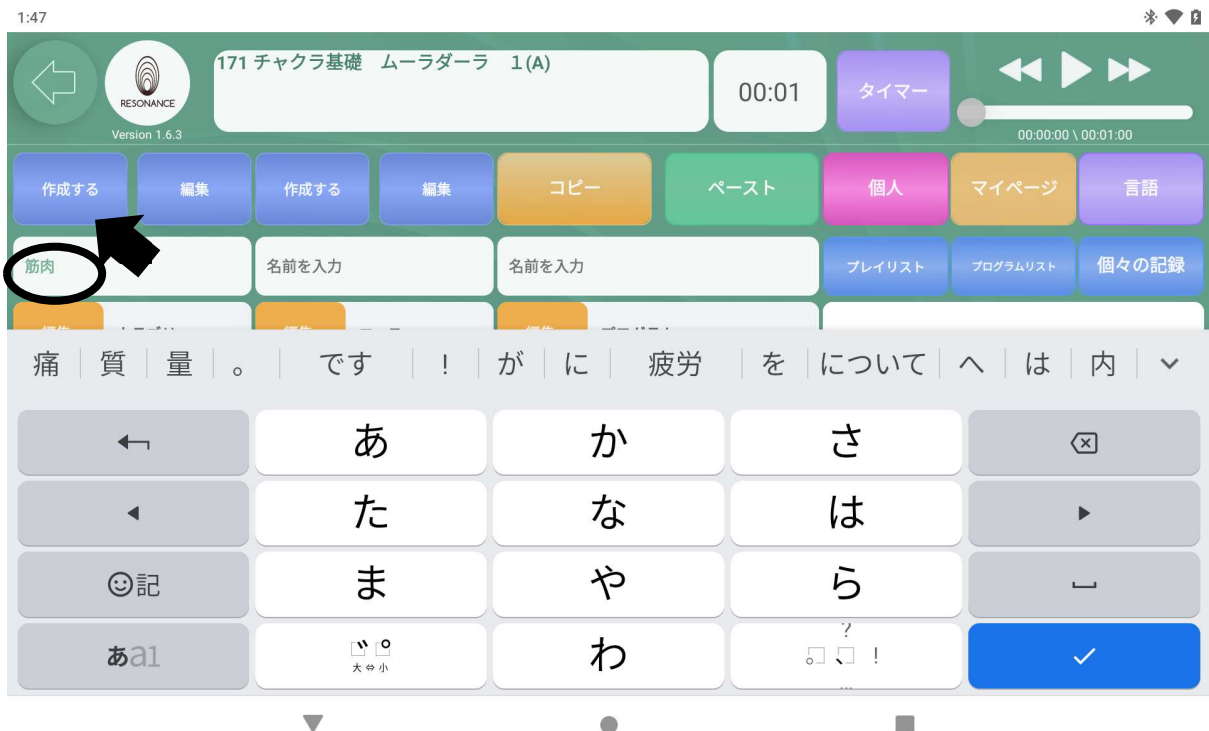 1:47
171 チャクラ基礎　ムーラダーラ　１(A)
RESONANCE
Version 1.6.3
00:01
タイマー
00:00:00 \ 00:01:00
作成する 編集 作成する 編集 コピー ペースト 個人 マイページ 言語
筋肉 名前を入力 名前を入力 プレイリスト プログラムリスト 個々の記録
痛 質 量 。 です ! が に 疲労 を について へ は 内
あ か さ
た な は
☺記 ま や ら
あa1 大⇔小 わ 。、?!…